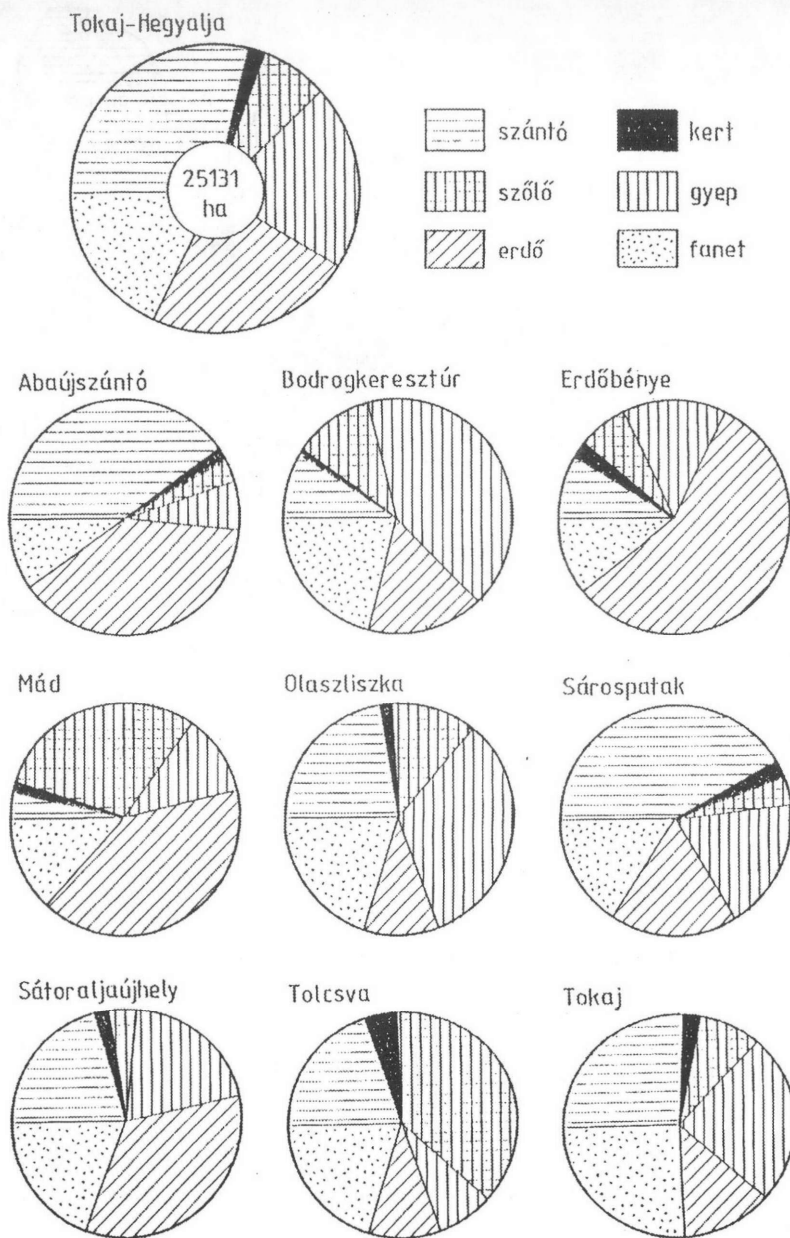 Tokaj-Hegyalja
25131
ha
szántó
kert
szőlő
gyep
erdő
fanet
Abaújszántó
Bodrogkeresztúr
Erdőbénye
Mád
Olaszliszka
Sárospatak
Sátoraljaújhely
Tolcsva
Tokaj